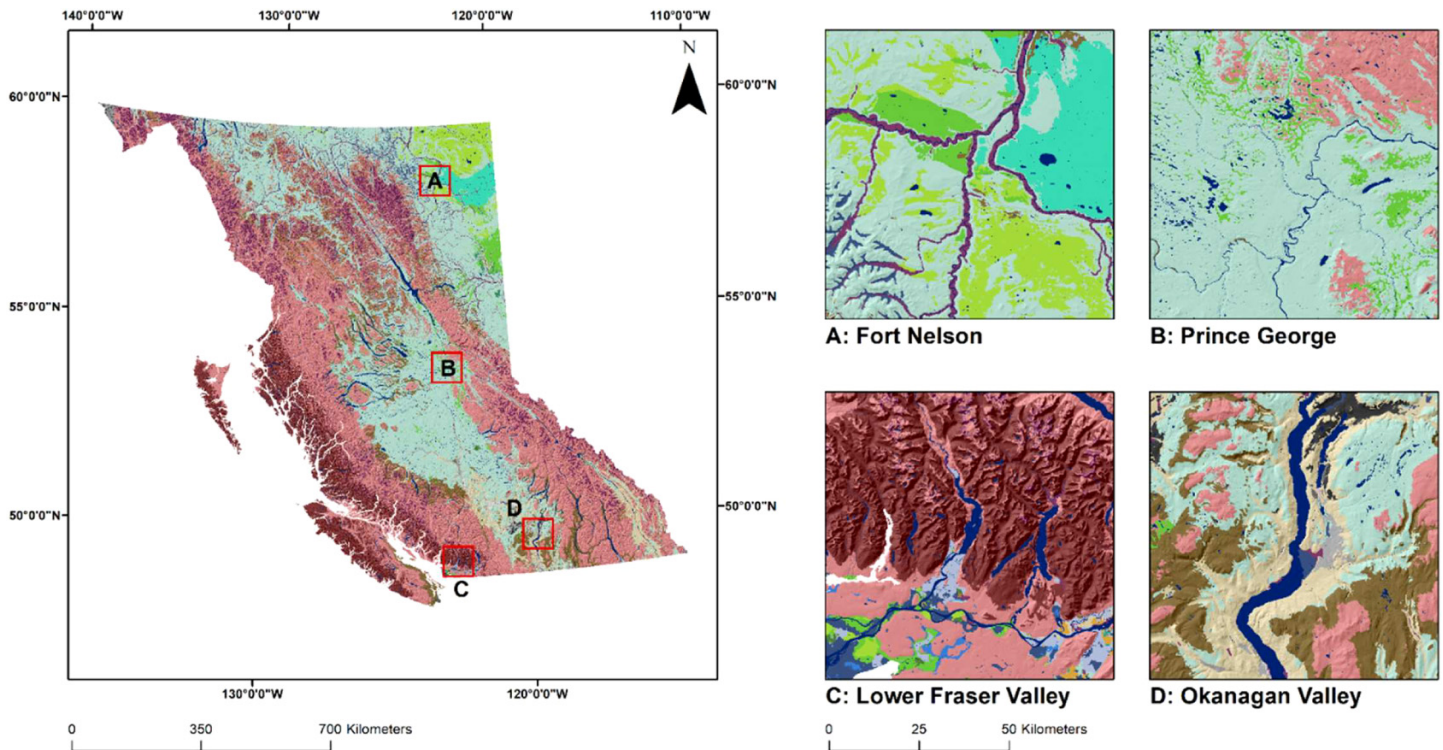 140°0'0"W 130°0'0"W 120°0'0"W 110°0'0"W
N
60°0'0"N 60°0'0"N
A
55°0'0"N 55°0'0"N
B
50°0'0"N 50°0'0"N
D
C
130°0'0"W 120°0'0"W
0 350 700 Kilometers
A: Fort Nelson
B: Prince George
C: Lower Fraser Valley
D: Okanagan Valley
0 25 50 Kilometers